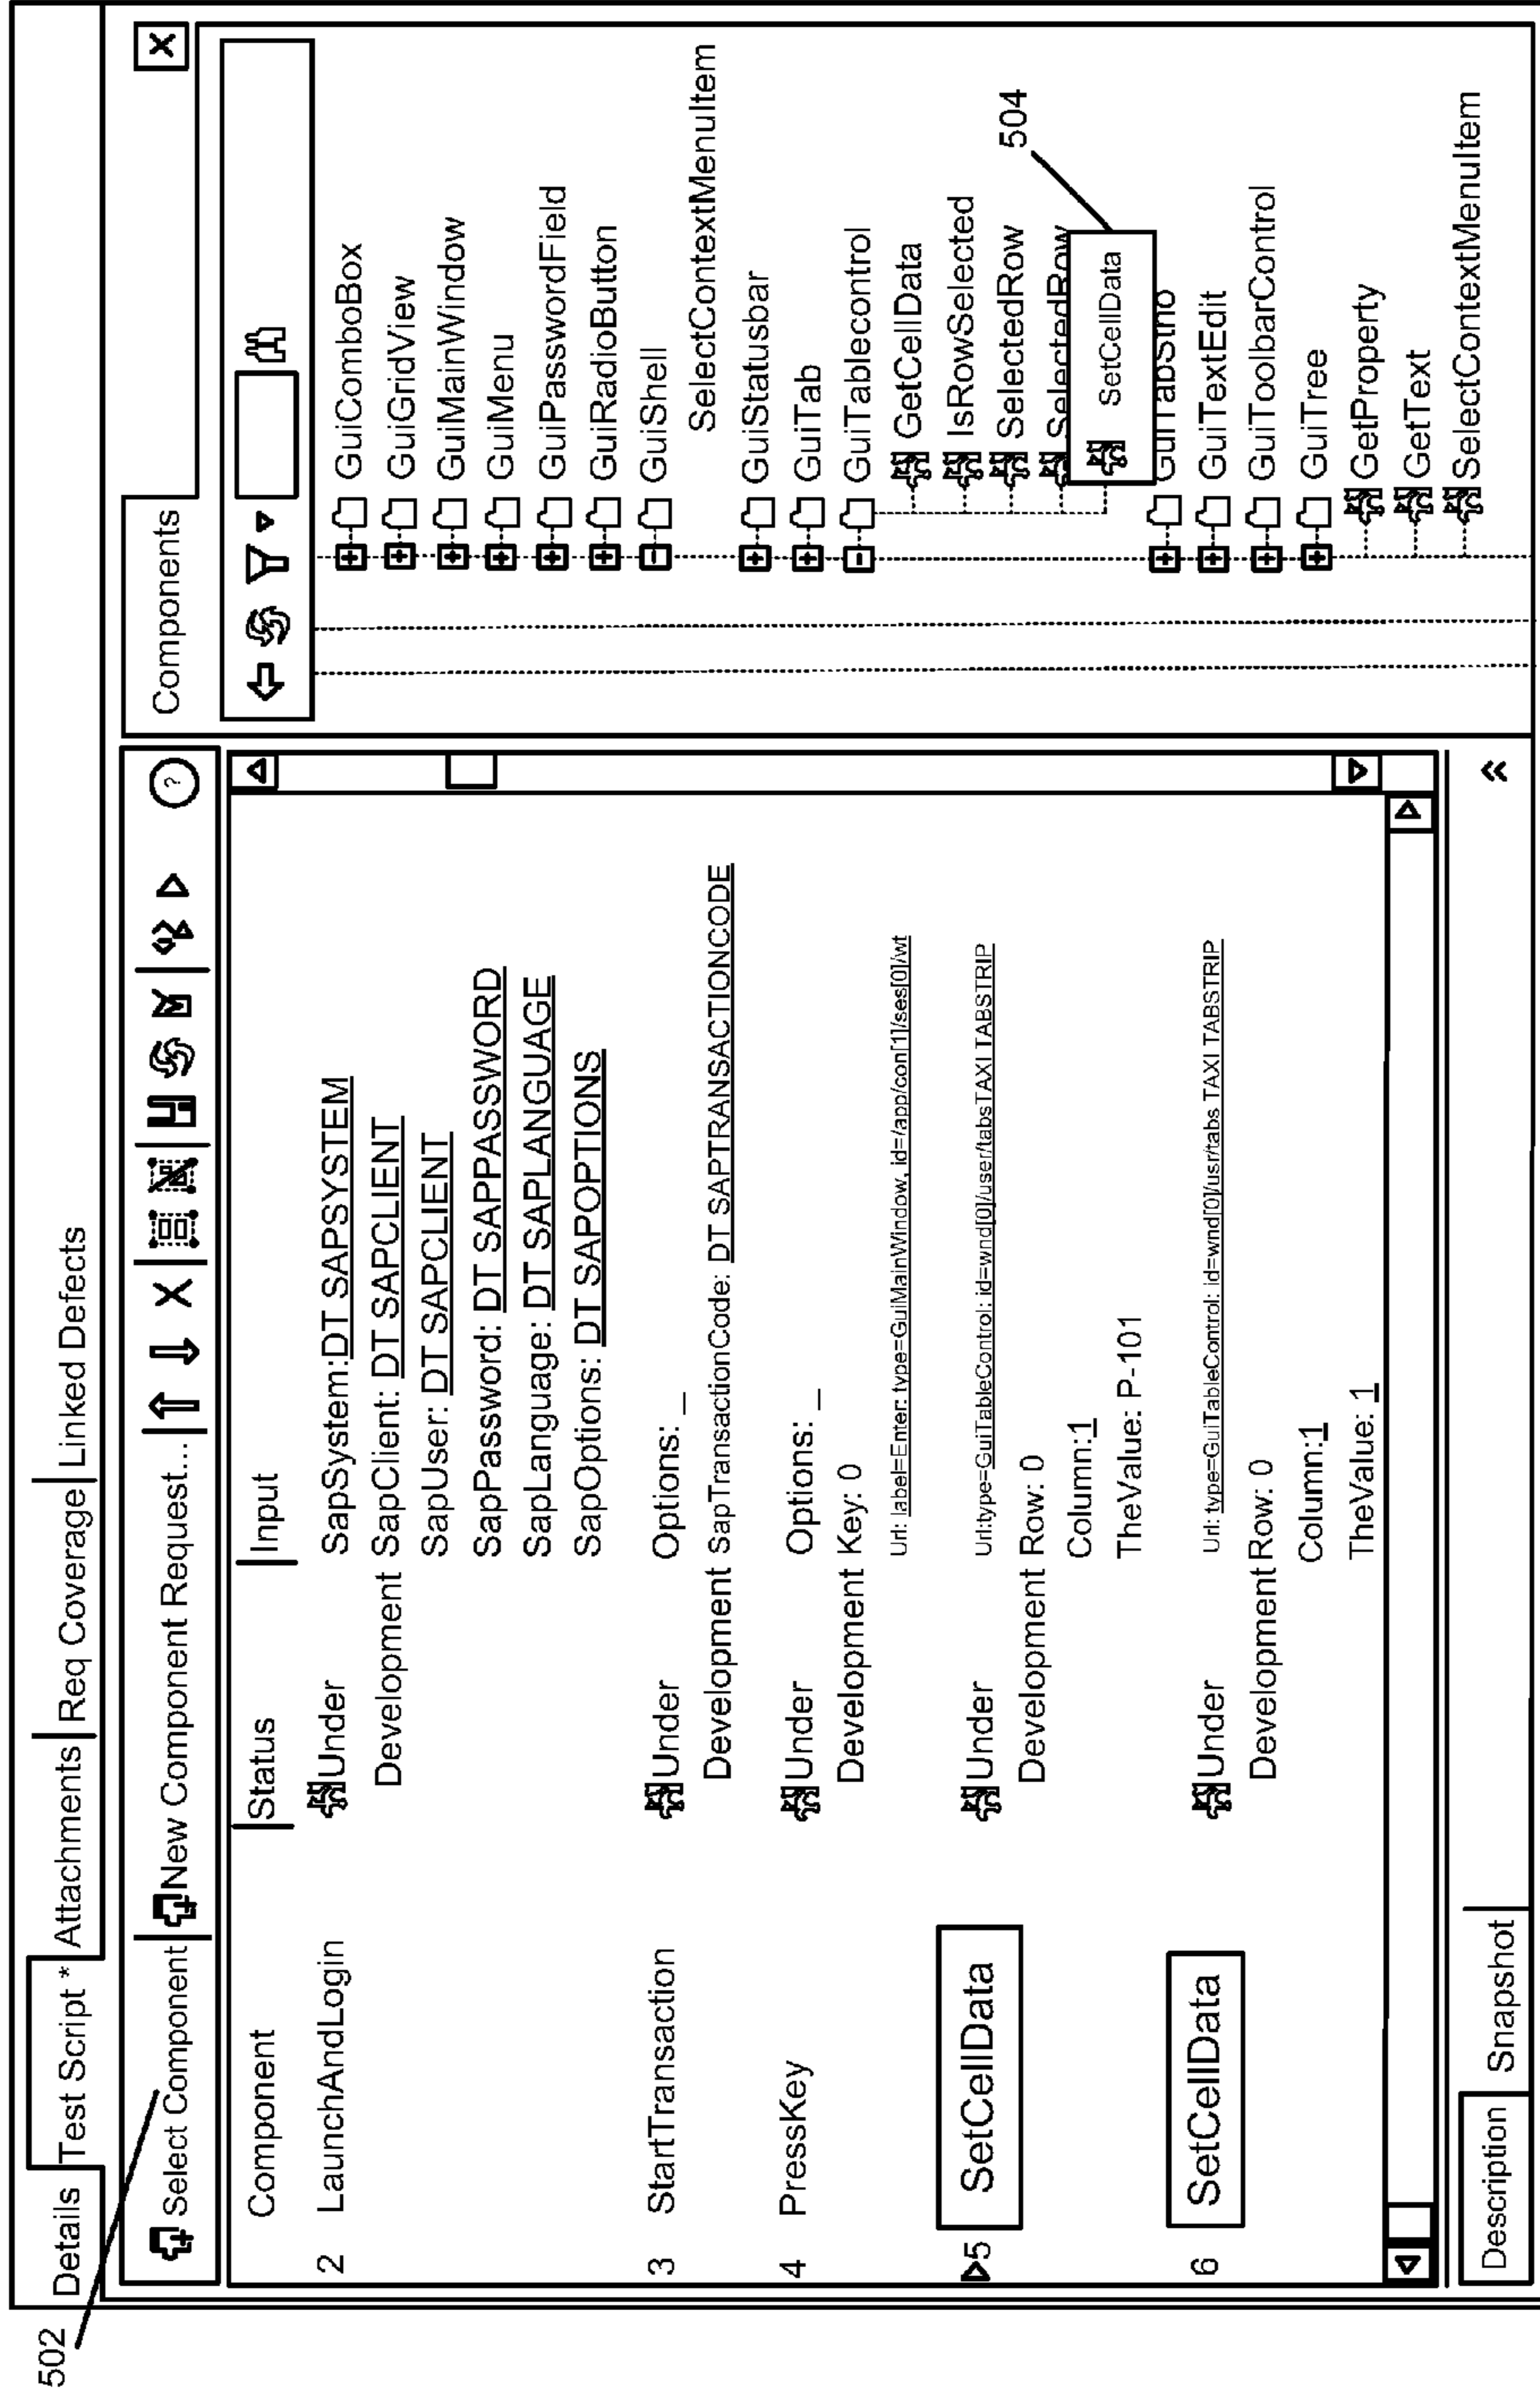 502
Details
Test Script *
Attachments
Req Coverage
Linked Defects
Select Component
New Component Request...
?
Component
Status
Input
2
LaunchAndLogin
Under
SapSystem:DT SAPSYSTEM
Development
SapClient: DT SAPCLIENT
SapUser: DT SAPCLIENT
SapPassword: DT SAPPASSWORD
SapLanguage: DT SAPLANGUAGE
SapOptions: DT SAPOPTIONS
3
StartTransaction
Under
Options: _
Development
SapTransactionCode: DT SAPTRANSACTIONCODE
4
PressKey
Under
Options: _
Development
Key: 0
Url: label=Enter: type=GuiMainWindow, id=/app/con[1]/ses[0]/wt
5
SetCellData
Under
Url:type=GuiTableControl: id=wnd[0]/user/tabsTAXI TABSTRIP
Development
Row: 0
Column:1
TheValue: P-101
6
SetCellData
Under
Url: type=GuiTableControl: id=wnd[0]/usr/tabs TAXI TABSTRIP
Development
Row: 0
Column:1
TheValue: 1
Description
Snapshot
«
Components
X
GuiComboBox
GuiGridView
GuiMainWindow
GuiMenu
GuiPasswordField
GuiRadioButton
GuiShell
SelectContextMenuItem
GuiStatusbar
GuiTab
GuiTablecontrol
GetCellData
IsRowSelected
SelectedRow
SelectedRow
SetCellData
504
GuiTextEdit
GuiToolbarControl
GuiTree
GetProperty
GetText
SelectContextMenuItem